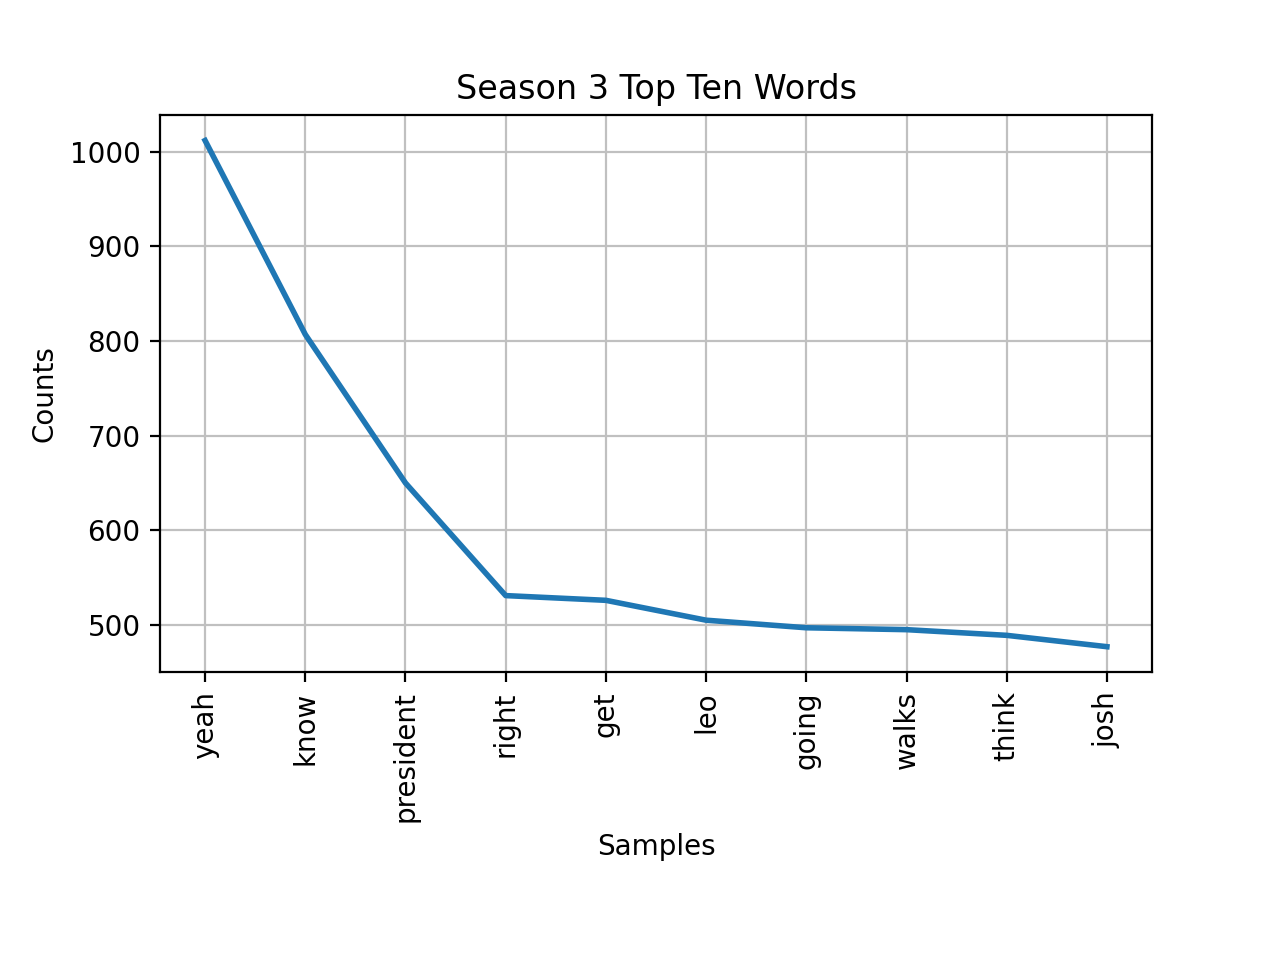 Season 3 Top Ten Words
1000
900
800
700
600
500
Counts
yeah
know
president
right
get
leo
going
walks
think
josh
Samples